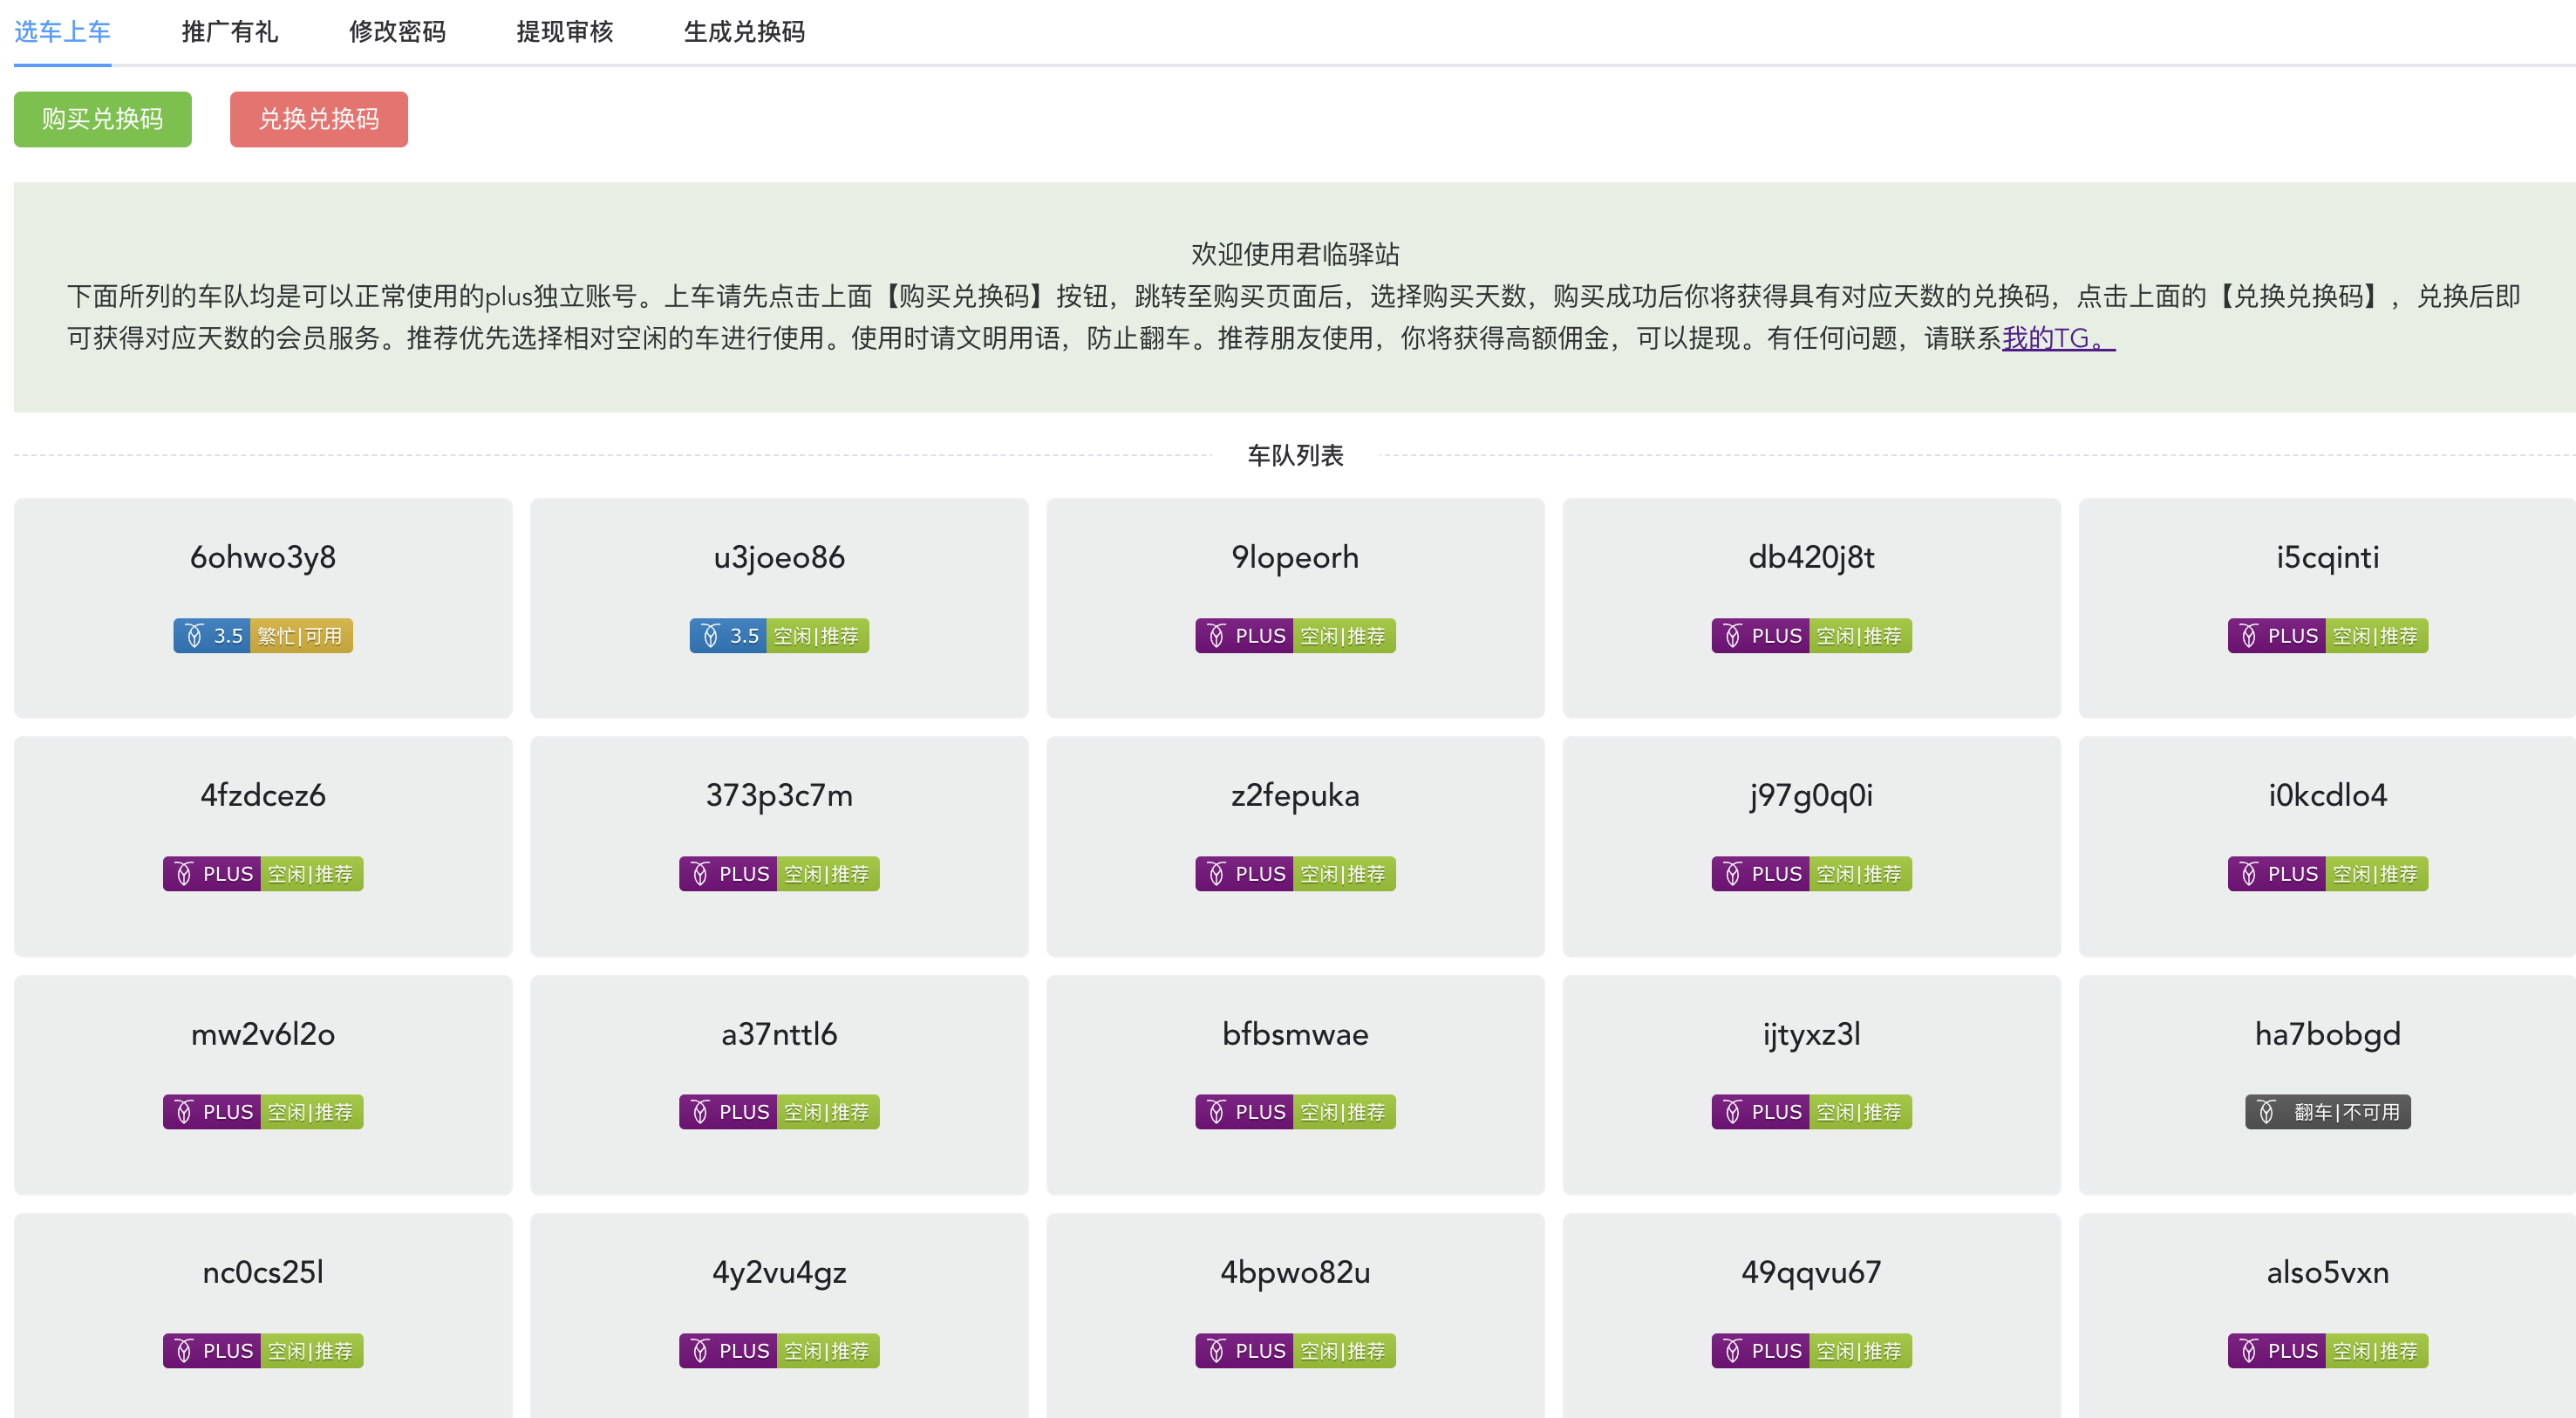 选车上车 推广有礼 修改密码 提现审核 生成兑换码
购买兑换码 兑换兑换码
欢迎使用君临驿站
下面所列的车队均是可以正常使用的plus独立账号。上车请先点击上面【购买兑换码】按钮，跳转至购买页面后，选择购买天数，购买成功后你将获得具有对应天数的兑换码，点击上面的【兑换兑换码】，兑换后即
可获得对应天数的会员服务。推荐优先选择相对空闲的车进行使用。使用时请文明用语，防止翻车。推荐朋友使用，你将获得高额佣金，可以提现。有任何问题，请联系我的TG。
车队列表
6ohwo3y8 u3joeo86 9lopeorh db420j8t i5cqinti
3.5 繁忙|可用 3.5 空闲|推荐 PLUS 空闲|推荐 PLUS 空闲|推荐 PLUS 空闲|推荐
4fzdcez6 373p3c7m z2fepuka j97g0q0i i0kcdlo4
PLUS 空闲|推荐 PLUS 空闲|推荐 PLUS 空闲|推荐 PLUS 空闲|推荐 PLUS 空闲|推荐
mw2v6l2o a37nttl6 bfbsmwae ijtyxz3l ha7bobgd
PLUS 空闲|推荐 PLUS 空闲|推荐 PLUS 空闲|推荐 PLUS 空闲|推荐 翻车|不可用
nc0cs25l 4y2vu4gz 4bpwo82u 49qqvu67 also5vxn
PLUS 空闲|推荐 PLUS 空闲|推荐 PLUS 空闲|推荐 PLUS 空闲|推荐 PLUS 空闲|推荐